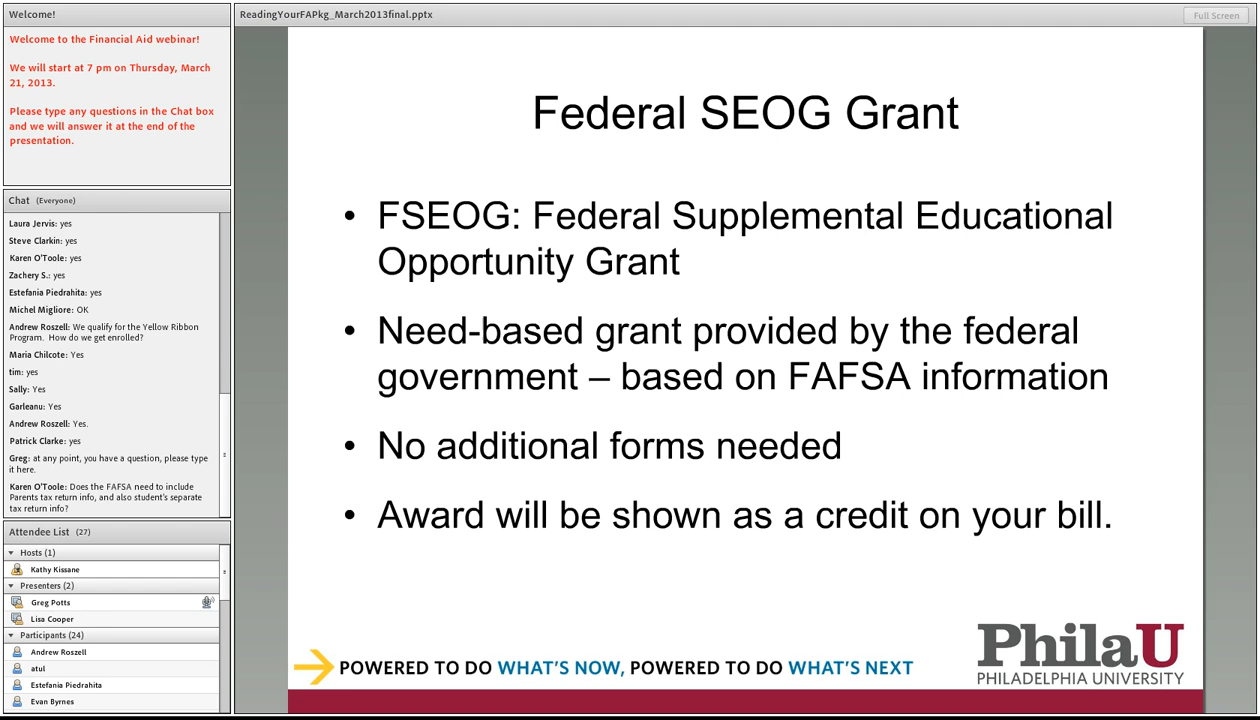 Welcome!
Welcome to the Financial Aid webinar!
We will start at 7 pm on Thursday, March
21, 2013.
Please type any questions in the Chat box
and we will answer it at the end of the
presentation.
Chat (Everyone)
Laura Jervis: yes
Steve Clarkin: yes
Karen O'Toole: yes
Zachery S.: yes
Estefania Piedrahita: yes
Michel Migliore: OK
Andrew Roszell: We qualify for the Yellow Ribbon
Program. How do we get enrolled?
Maria Chilcote: Yes
tim: yes
Sally: Yes
Garleanu: Yes
Andrew Roszell: Yes.
Patrick Clarke: yes
Greg: at any point, you have a question, please type
it here.
Karen O'Toole: Does the FAFSA need to include
Parents tax return info, and also student's separate
tax return info?
Attendee List (27)
Hosts (1)
Kathy Kissane
Presenters (2)
Greg Potts
Lisa Cooper
Participants (24)
Andrew Roszell
atul
Estefania Piedrahita
Evan Byrnes
ReadingYourFAPkg_March2013final.pptx
Full Screen
Federal SEOG Grant
• FSEOG: Federal Supplemental Educational
Opportunity Grant
• Need-based grant provided by the federal
government – based on FAFSA information
• No additional forms needed
• Award will be shown as a credit on your bill.
POWERED TO DO WHAT'S NOW, POWERED TO DO WHAT'S NEXT
PhilaU
PHILADELPHIA UNIVERSITY